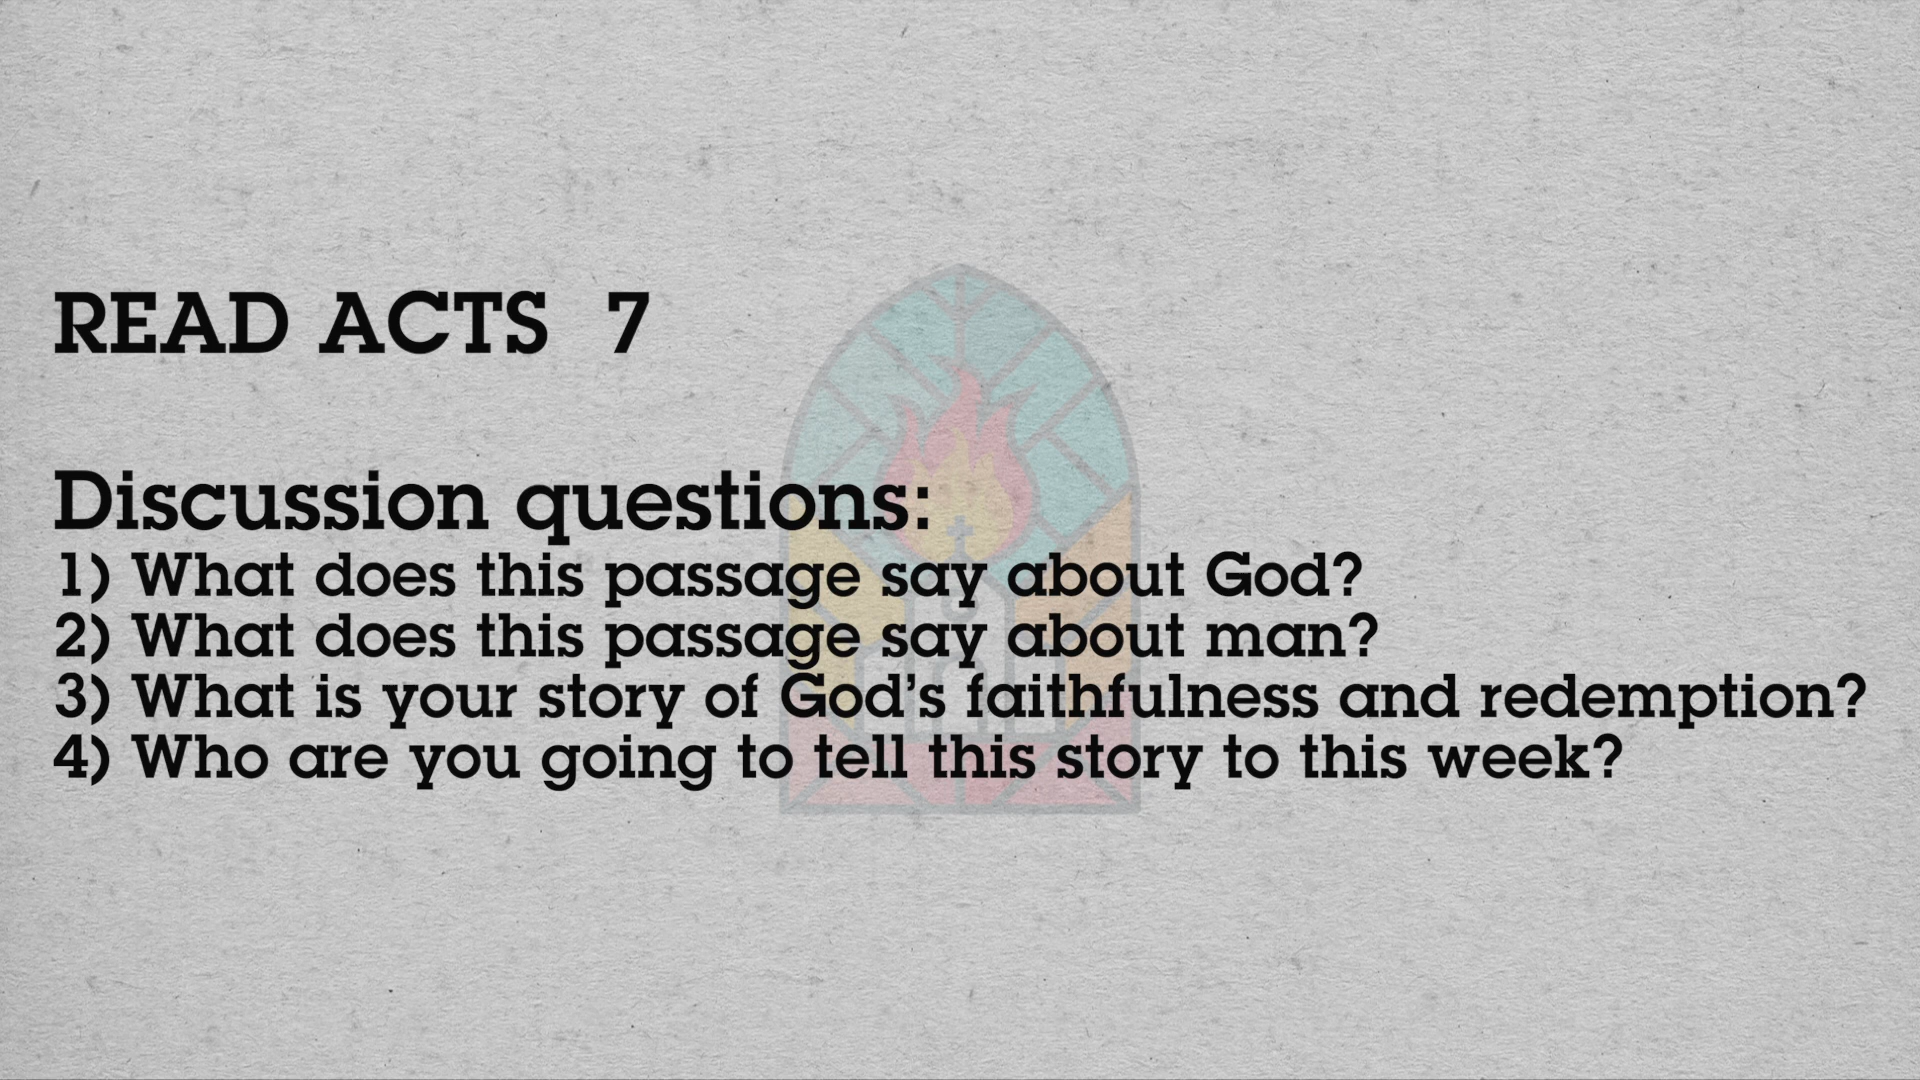 READ ACTS  7
Discussion questions:
1) What does this passage say about God?
2) What does this passage say about man?
3) What is your story of God’s faithfulness and redemption?
4) Who are you going to tell this story to this week?